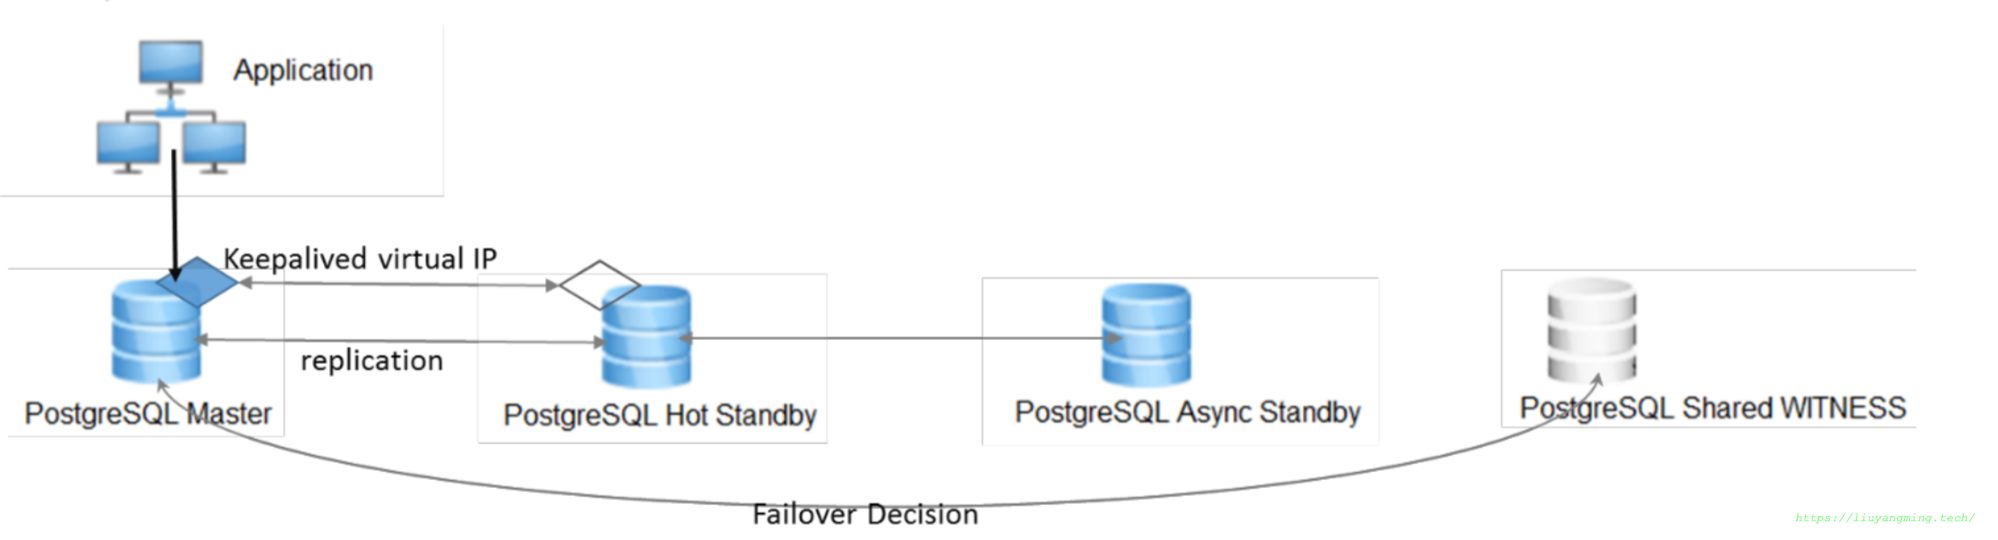 Application
Keepalived virtual IP
replication
PostgreSQL Master
PostgreSQL Hot Standby
PostgreSQL Async Standby
PostgreSQL Shared WITNESS
Failover Decision
https://liuyangming.tech/